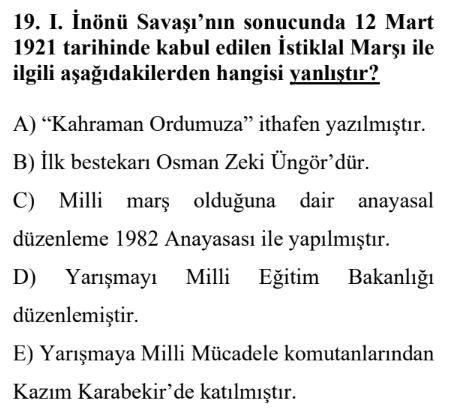 19. I. İnönü Savaşı’nın sonucunda 12 Mart
1921 tarihinde kabul edilen İstiklal Marşı ile
ilgili aşağıdakilerden hangisi yanlıştır?
A) “Kahraman Ordumuza” ithafen yazılmıştır.
B) İlk bestekarı Osman Zeki Üngör’dür.
C) Milli marş olduğuna dair anayasal
düzenleme 1982 Anayasası ile yapılmıştır.
D) Yarışmayı Milli Eğitim Bakanlığı
düzenlemiştir.
E) Yarışmaya Milli Mücadele komutanlarından
Kazım Karabekir’de katılmıştır.